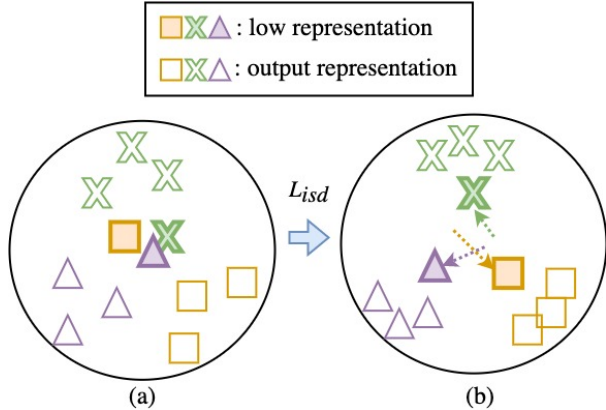 : low representation
: output representation
L_isd
(a)
(b)